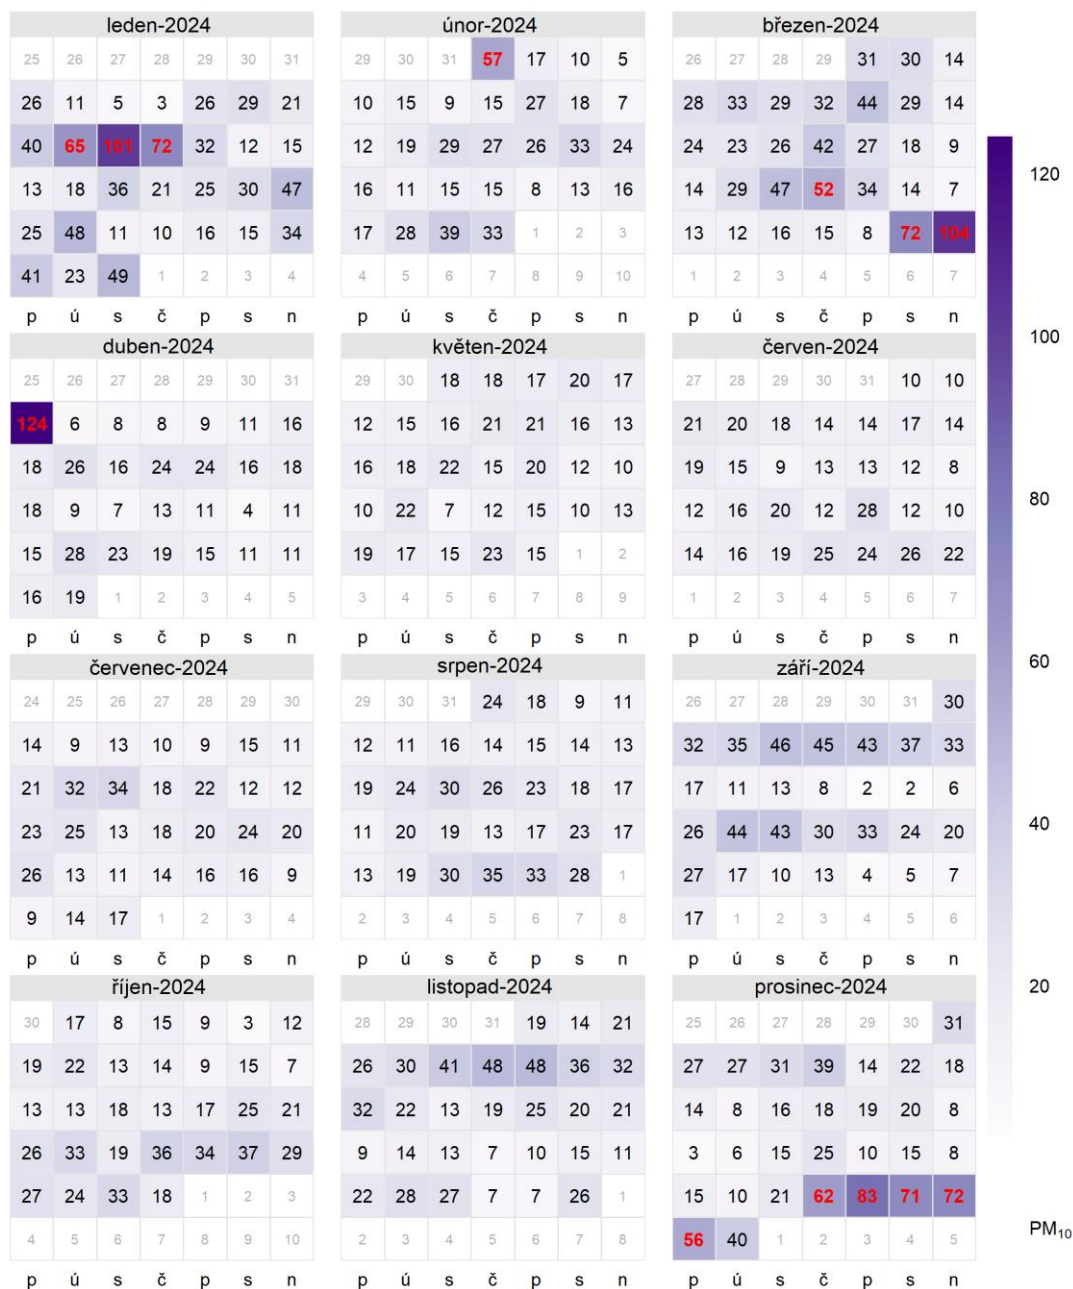 leden-2024 únor-2024 březen-2024
25 26 27 28 29 30 31 29 30 31 57 17 10 5 26 27 28 29 31 30 14
26 11 5 3 26 29 21 10 15 9 15 27 18 7 28 33 29 32 44 29 14
40 65 101 72 32 12 15 12 19 29 27 26 33 24 24 23 26 42 27 18 9
13 18 36 21 25 30 47 16 11 15 15 8 13 16 14 29 47 52 34 14 7
25 48 11 10 16 15 34 17 28 39 33 1 2 3 13 12 16 15 8 72 104
41 23 49 1 2 3 4 4 5 6 7 8 9 10 1 2 3 4 5 6 7
p ú s č p s n p ú s č p s n p ú s č p s n
duben-2024 květen-2024 červen-2024
25 26 27 28 29 30 31 29 30 18 18 17 20 17 27 28 29 30 31 10 10
124 6 8 8 9 11 16 12 15 16 21 21 16 13 21 20 18 14 14 17 14
18 26 16 24 24 16 18 16 18 22 15 20 12 10 19 15 9 13 13 12 8
18 9 7 13 11 4 11 10 22 7 12 15 10 13 12 16 20 12 28 12 10
15 28 23 19 15 11 11 19 17 15 23 15 1 2 14 16 19 25 24 26 22
16 19 1 2 3 4 5 3 4 5 6 7 8 9 1 2 3 4 5 6 7
p ú s č p s n p ú s č p s n p ú s č p s n
červenec-2024 srpen-2024 září-2024
24 25 26 27 28 29 30 29 30 31 24 18 9 11 26 27 28 29 30 31 30
14 9 13 10 9 15 11 12 11 16 14 15 14 13 32 35 46 45 43 37 33
21 32 34 18 22 12 12 19 24 30 26 23 18 17 17 11 13 8 2 2 6
23 25 13 18 20 24 20 11 20 19 13 17 23 17 26 44 43 30 33 24 20
26 13 11 14 16 16 9 13 19 30 35 33 28 1 27 17 10 13 4 5 7
9 14 17 1 2 3 4 2 3 4 5 6 7 8 17 1 2 3 4 5 6
p ú s č p s n p ú s č p s n p ú s č p s n
říjen-2024 listopad-2024 prosinec-2024
30 17 8 15 9 3 12 28 29 30 31 19 14 21 25 26 27 28 29 30 31
19 22 13 14 9 15 7 26 30 41 48 48 36 32 27 27 31 39 14 22 18
13 13 18 13 17 25 21 32 22 13 19 25 20 21 14 8 16 18 19 20 8
26 33 19 36 34 37 29 9 14 13 7 10 15 11 3 6 15 25 10 15 8
27 24 33 18 1 2 3 22 28 27 7 7 26 1 15 10 21 62 83 71 72
4 5 6 7 8 9 10 2 3 4 5 6 7 8 56 40 1 2 3 4 5
p ú s č p s n p ú s č p s n p ú s č p s n
120
100
80
60
40
20
PM₁₀